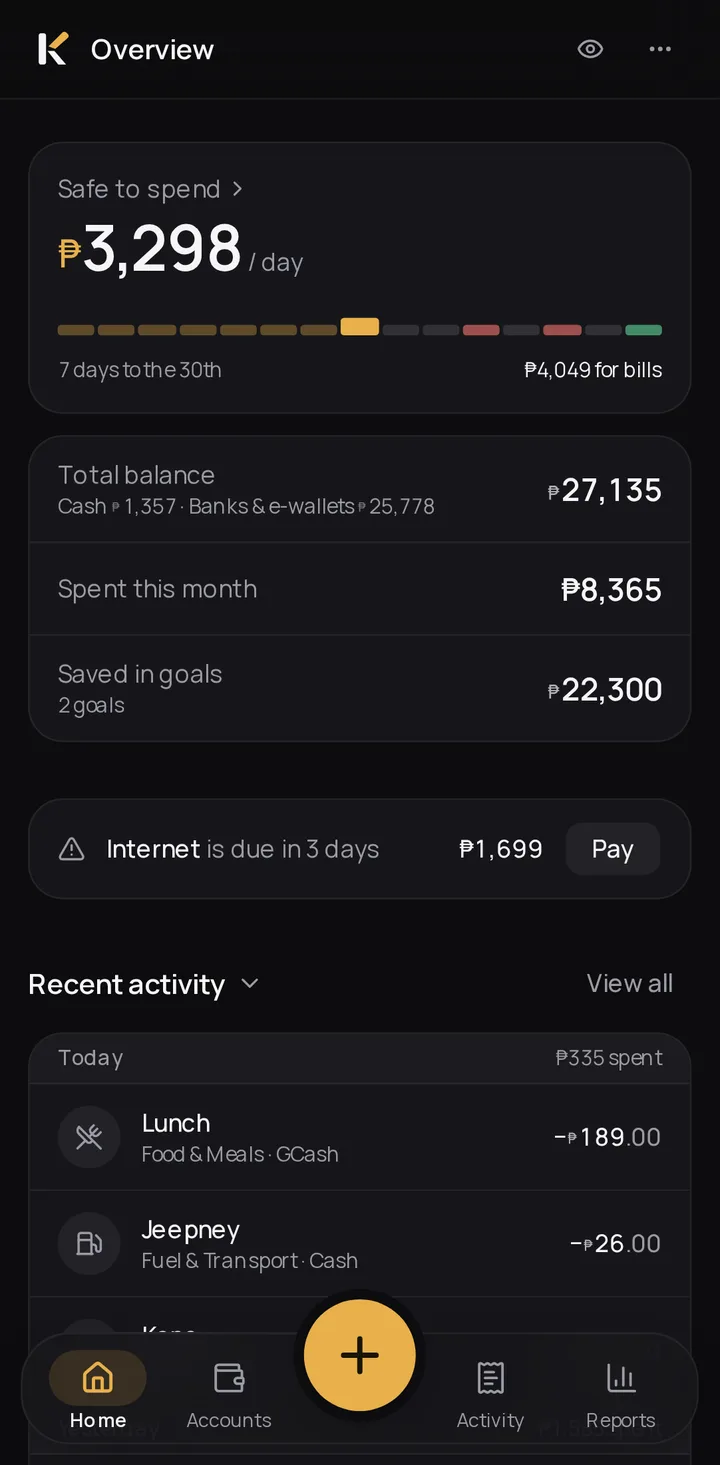 Overview
Safe to spend
₱3,298 / day
7 days to the 30th
₱4,049 for bills
Total balance
Cash ₱1,357 · Banks & e-wallets ₱25,778
₱27,135
Spent this month
₱8,365
Saved in goals
2 goals
₱22,300
Internet is due in 3 days
₱1,699
Pay
Recent activity
View all
Today
₱335 spent
Lunch
Food & Meals · GCash
−₱189.00
Jeepney
Fuel & Transport · Cash
−₱26.00
Home
Accounts
Activity
Reports